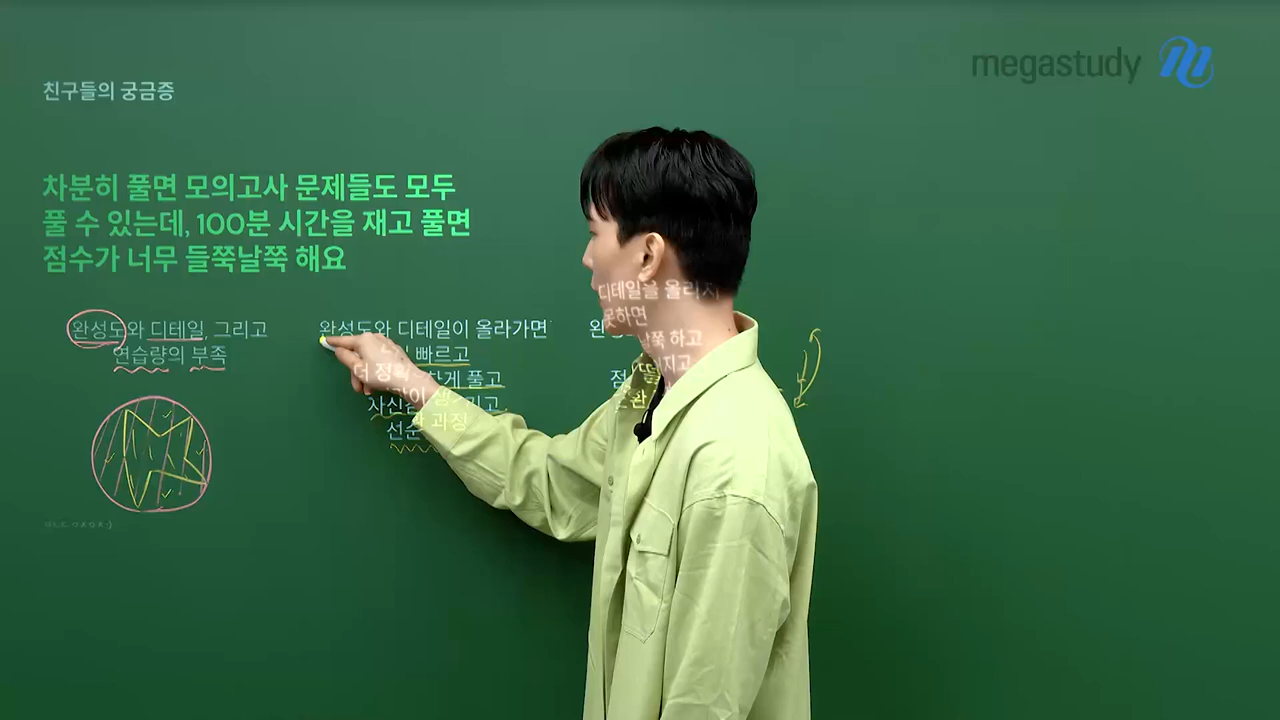 megastudy
친구들의 궁금증
차분히 풀면 모의고사 문제들도 모두
풀 수 있는데, 100분 시간을 재고 풀면
점수가 너무 들쭉날쭉 해요
완성도와 디테일, 그리고
연습량의 부족
완성도와 디테일이 올라가면
빠르고
더 정확하게 풀고
자신감이 생기고
과정
디테일을 올리지
못하면
하고